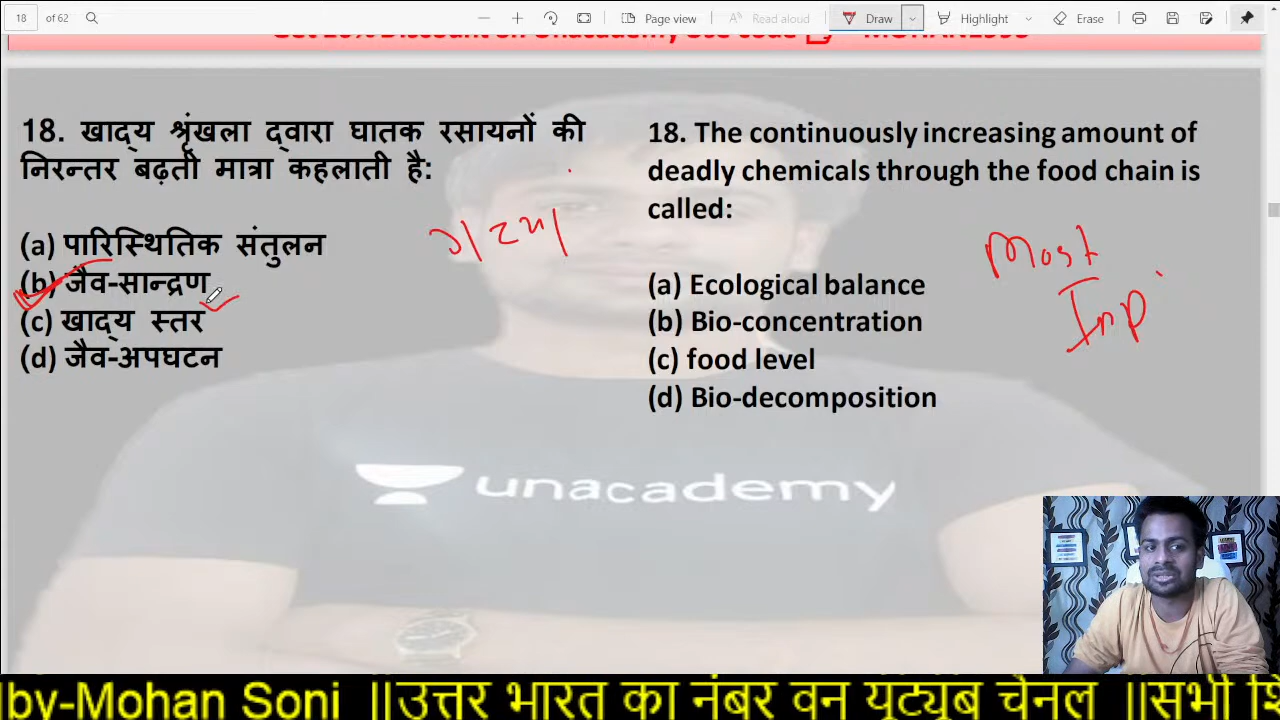 18 of 62 Page view Read aloud Draw Highlight Erase
18. खाद्य श्रृंखला द्वारा घातक रसायनों की
निरन्तर बढ़ती मात्रा कहलाती है:
(a) पारिस्थितिक संतुलन
(b) जैव-सान्द्रण
(c) खाद्य स्तर
(d) जैव-अपघटन
18. The continuously increasing amount of
deadly chemicals through the food chain is
called:
(a) Ecological balance
(b) Bio-concentration
(c) food level
(d) Bio-decomposition
Most
Imp
unacademy
by-Mohan Soni ||उत्तर भारत का नंबर वन यूट्यूब चैनल ||सभी